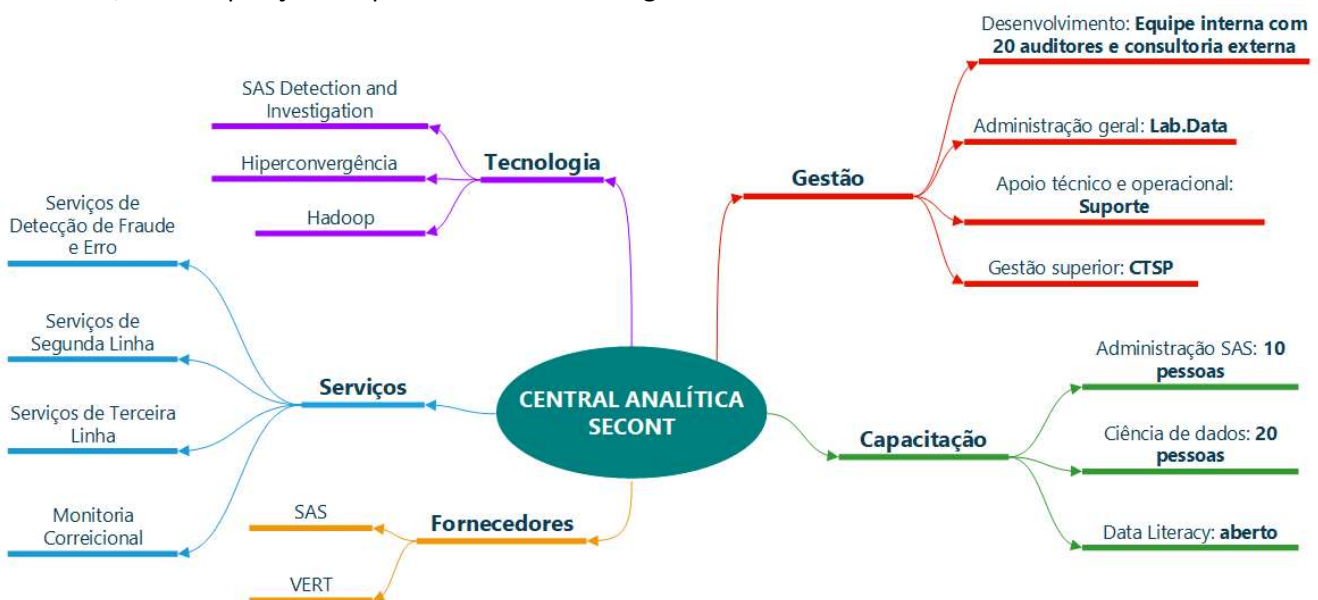 Desenvolvimento: Equipe interna com
20 auditores e consultoria externa
SAS Detection and
Investigation
Administração geral: Lab.Data
Hiperconvergência
Tecnologia
Gestão
Apoio técnico e operacional:
Suporte
Hadoop
Serviços de
Detecção de Fraude
e Erro
Gestão superior: CTSP
Serviços de
Segunda Linha
Administração SAS: 10
pessoas
Serviços
CENTRAL ANALÍTICA
SECONT
Serviços de Terceira
Linha
Capacitação
Ciência de dados: 20
pessoas
Monitoria
Correicional
SAS
Fornecedores
Data Literacy: aberto
VERT